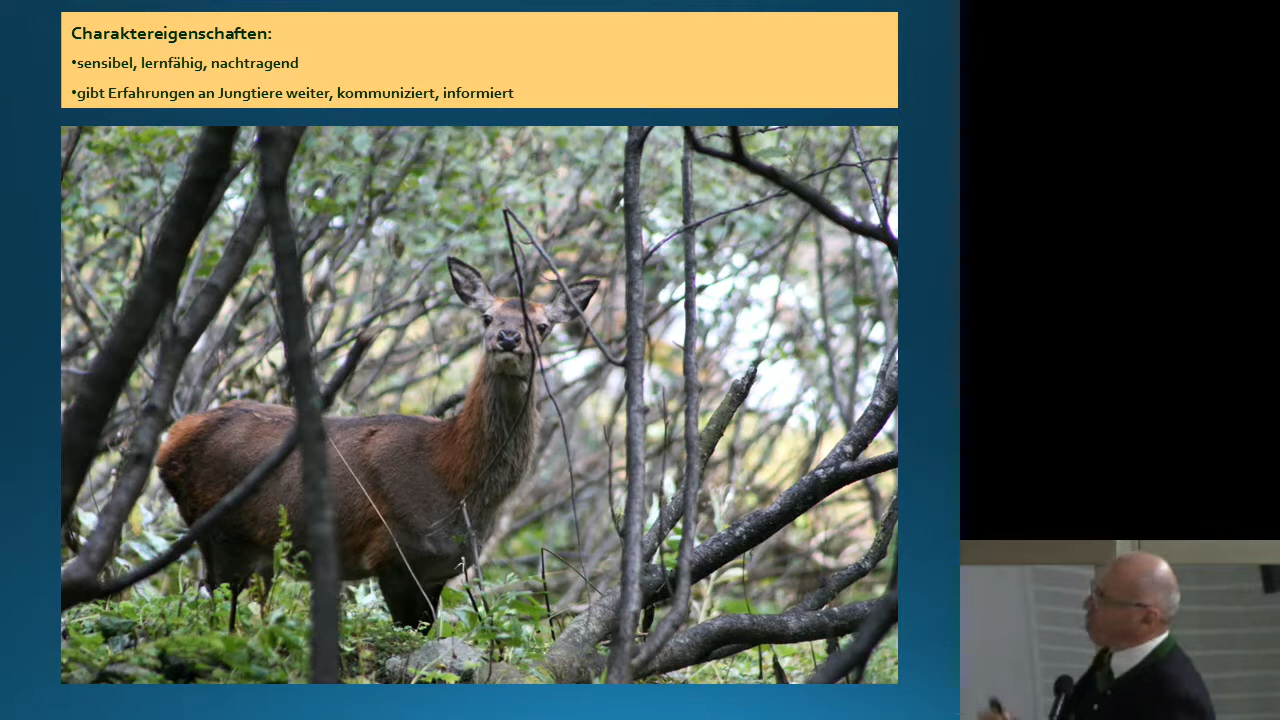 Charaktereigenschaften:
•sensibel, lernfähig, nachtragend
•gibt Erfahrungen an Jungtiere weiter, kommuniziert, informiert